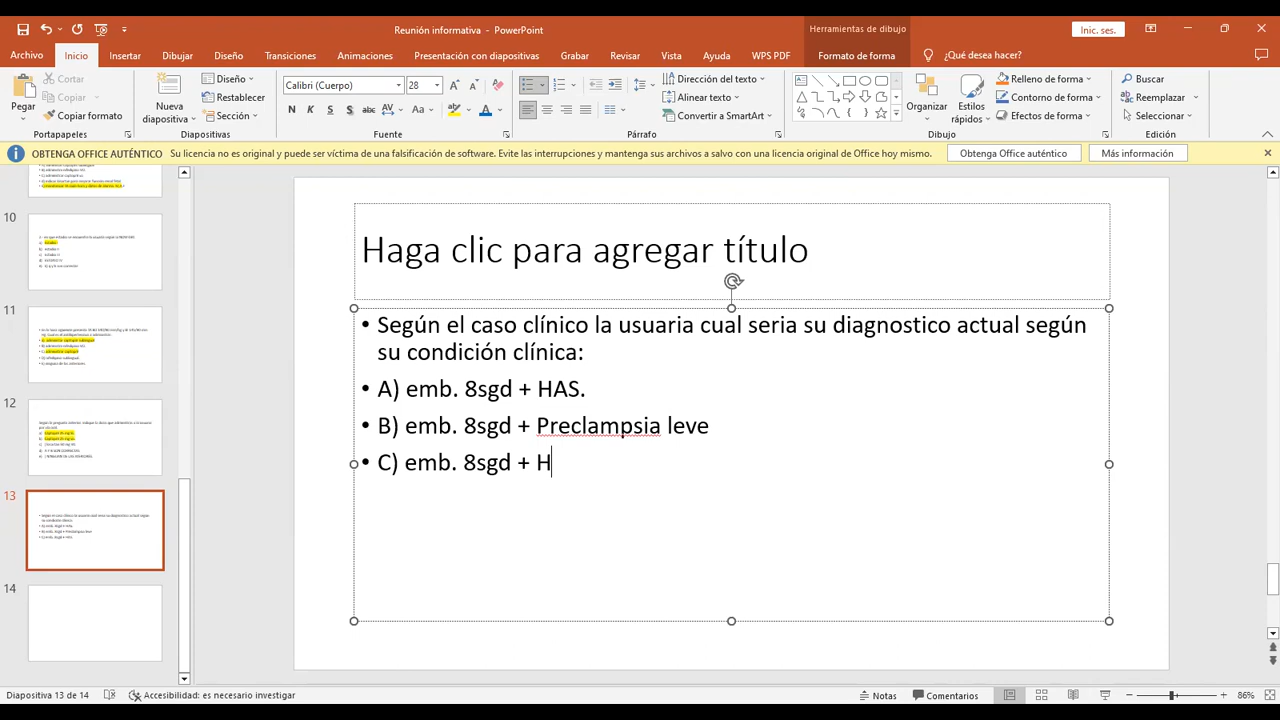 Reunión informativa - PowerPoint
Herramientas de dibujo
Inic. ses.
Archivo Inicio Insertar Dibujar Diseño Transiciones Animaciones Presentación con diapositivas Grabar Revisar Vista Ayuda WPS PDF Formato de forma ¿Qué desea hacer?
Pegar
Cortar
Copiar
Copiar formato
Portapapeles
Nueva diapositiva
Diseño
Restablecer
Sección
Diapositivas
Calibri (Cuerpo) 28
N K S S abc AV Aa A
Fuente
Dirección del texto
Alinear texto
Convertir a SmartArt
Párrafo
Organizar
Estilos rápidos
Relleno de forma
Contorno de forma
Efectos de forma
Dibujo
Buscar
Reemplazar
Seleccionar
Edición
OBTENGA OFFICE AUTÉNTICO Su licencia no es original y puede ser víctima de una falsificación de software. Evite las interrupciones y mantenga sus archivos a salvo con una licencia original de Office hoy mismo. Obtenga Office auténtico Más información
10
11
12
13
14
Haga clic para agregar título
• Según el caso clínico la usuaria cual seria su diagnostico actual según
su condición clínica:
• A) emb. 8sgd + HAS.
• B) emb. 8sgd + Preclampsia leve
• C) emb. 8sgd + H
Diapositiva 13 de 14 Accesibilidad: es necesario investigar Notas Comentarios 86%